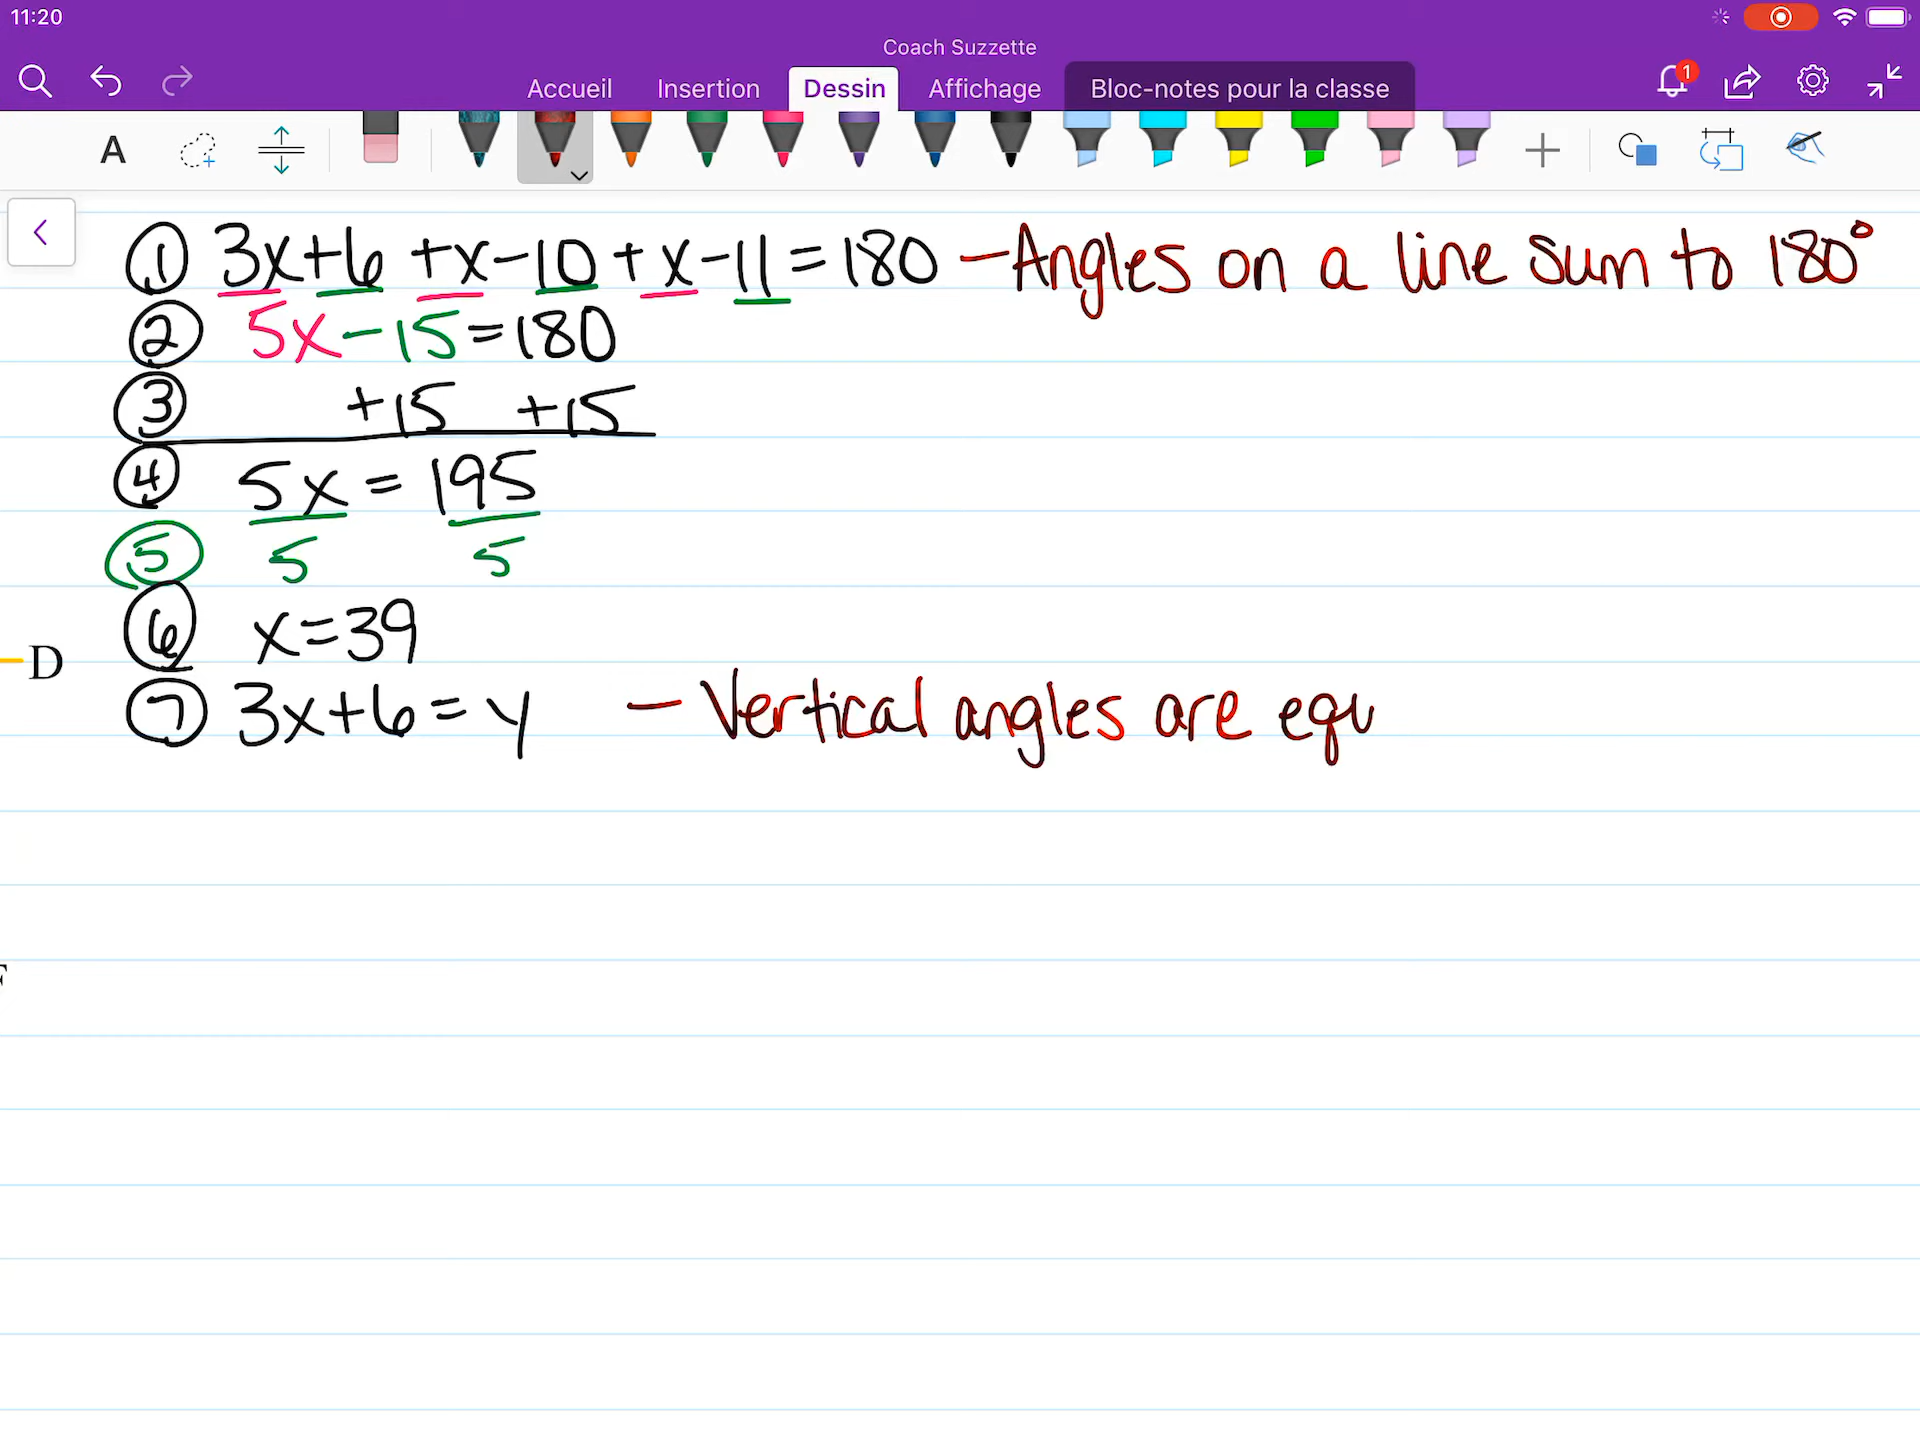 11:20
Coach Suzzette
Accueil Insertion Dessin Affichage Bloc-notes pour la classe
1
A
① 3x+6 +x-10 +x-11 = 180 - Angles on a line sum to 180°
② 5x-15=180
③ +15 +15
④ 5x = 195
⑤ 5 5
⑥ x=39
D
⑦ 3x+6=y - Vertical angles are equ